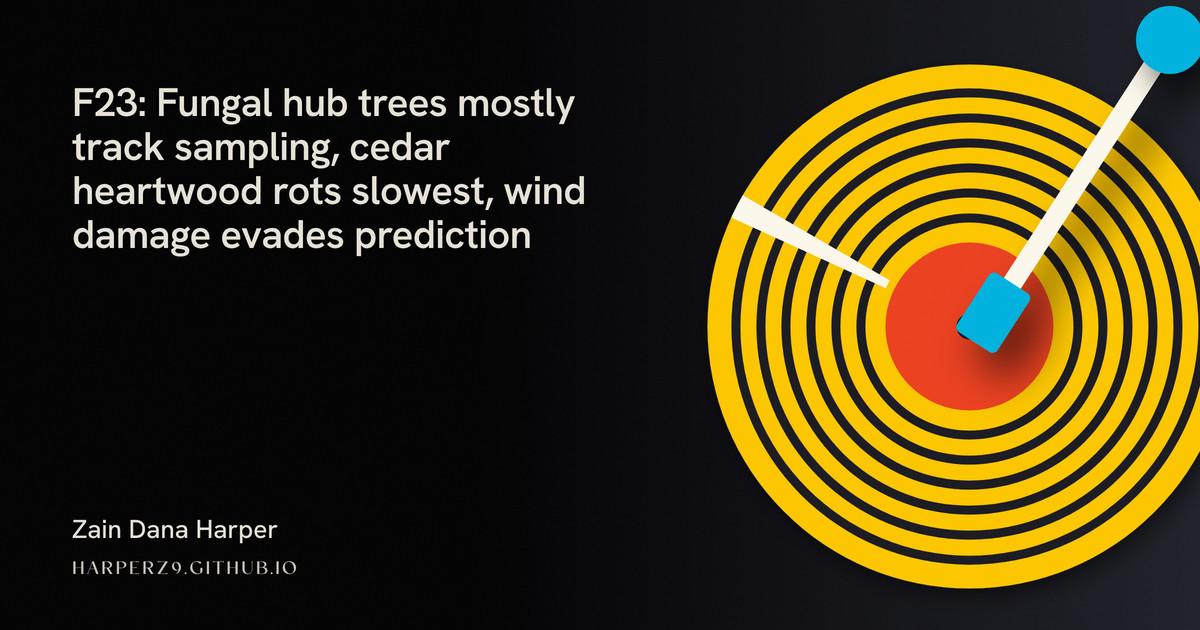 F23: Fungal hub trees mostly
track sampling, cedar
heartwood rots slowest, wind
damage evades prediction
Zain Dana Harper
HARPERZ9.GITHUB.IO